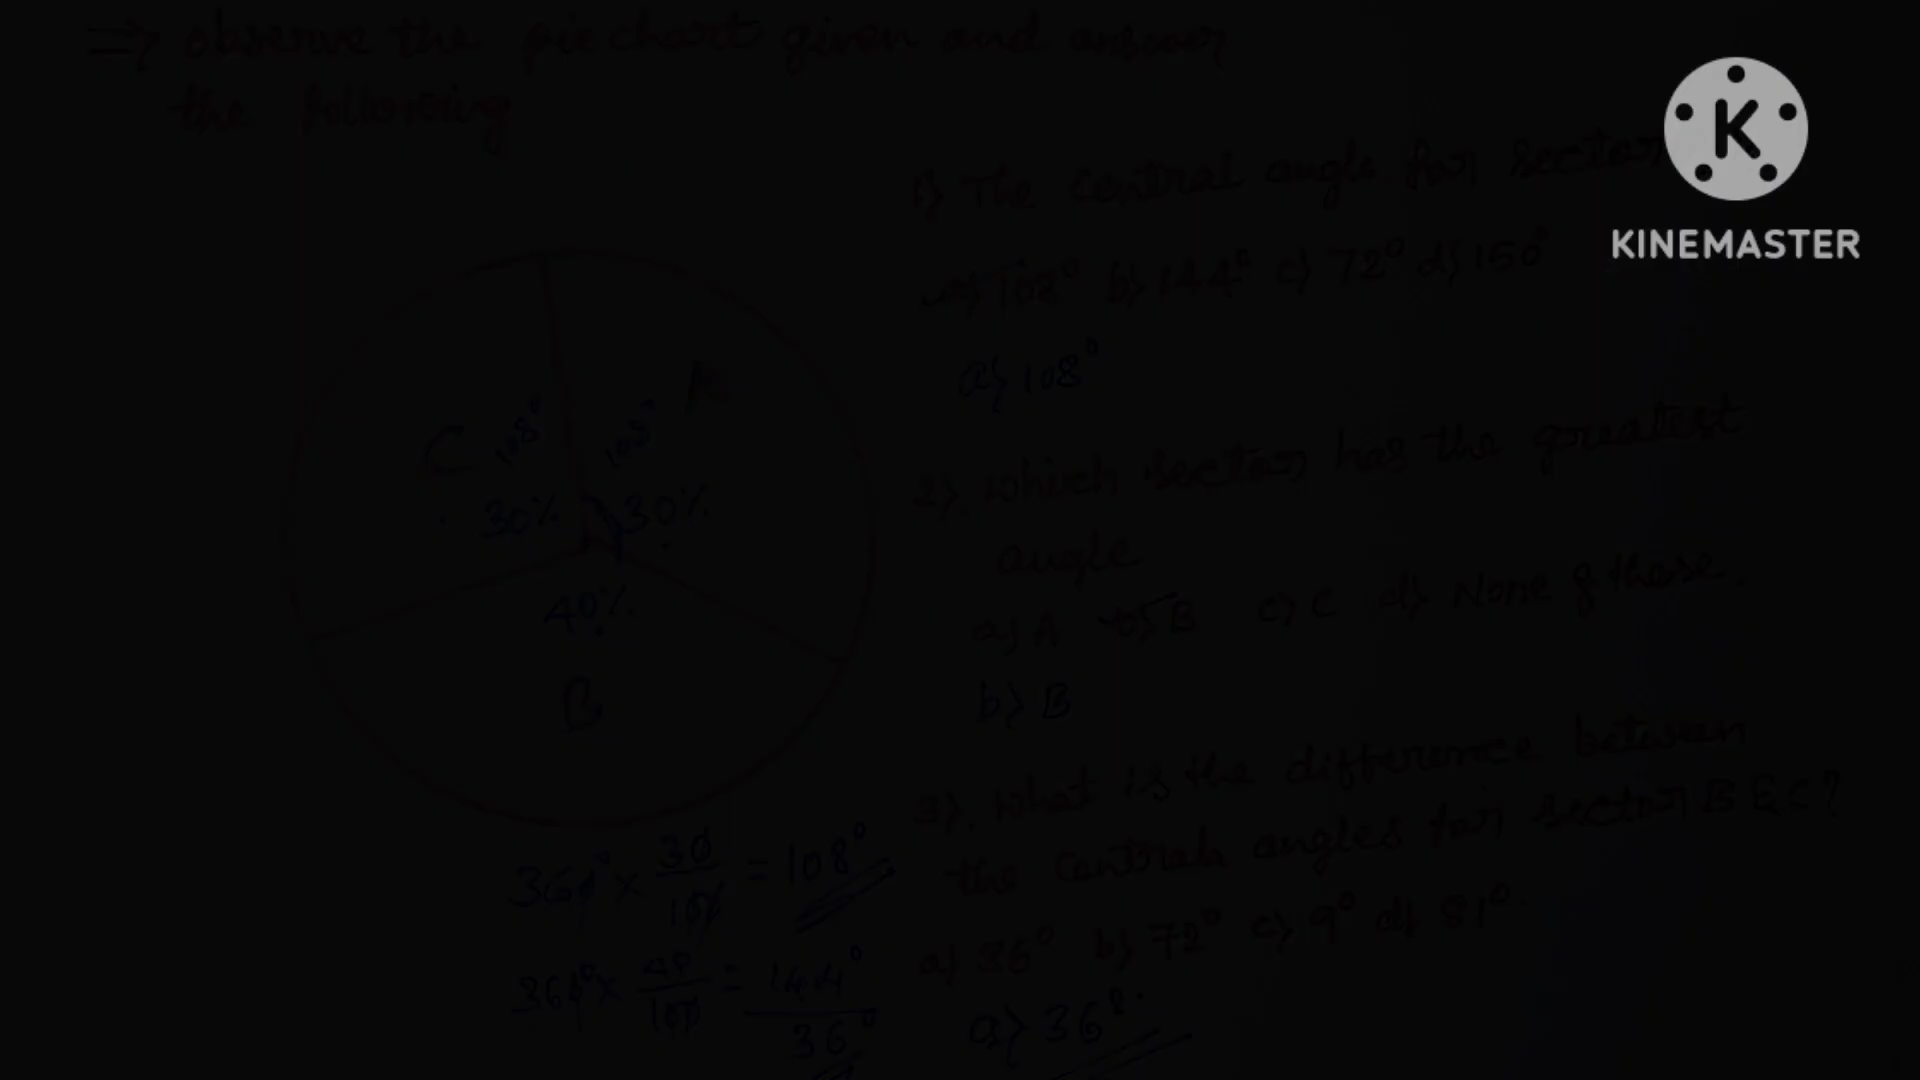 ⇒ observe the pie chart given and answer
the following
1) The central angle for sector
a) 108° b) 144° c) 72° d) 150°
a) 108°
2). Which sector has the greatest
angle
a) A b) B c) C d) None of these.
b) B
3). What is the difference between
the central angles for sector B & C?
a) 36° b) 72° c) 9° d) 81°.
a) 36°.
C 108°
30%
A
108°
30%
40%
B
360° × 30/100 = 108°
360° × 40/100 = 144°
36°
K
KINEMASTER